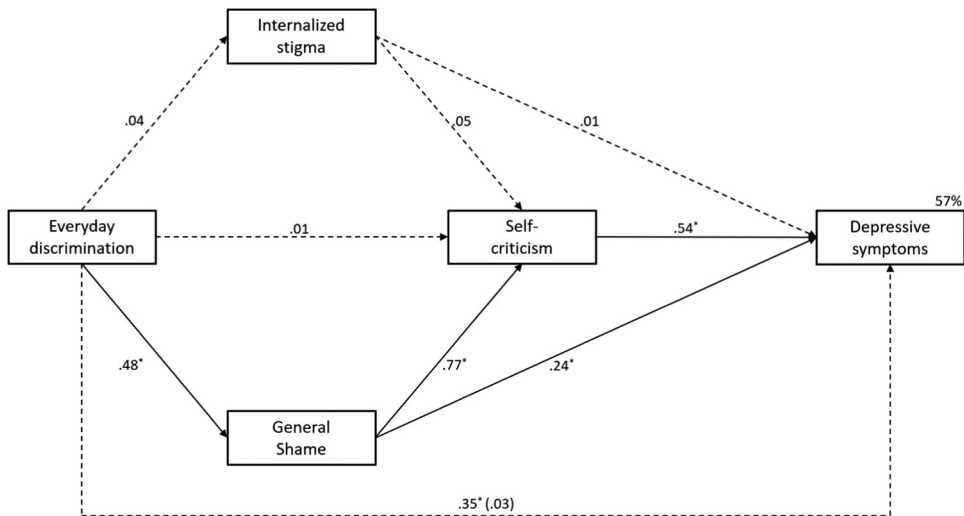 Internalized
stigma
.04
.05
.01
57%
Everyday
discrimination
.01
Self-
criticism
.54*
Depressive
symptoms
.48*
.77*
.24*
General
Shame
.35* (.03)